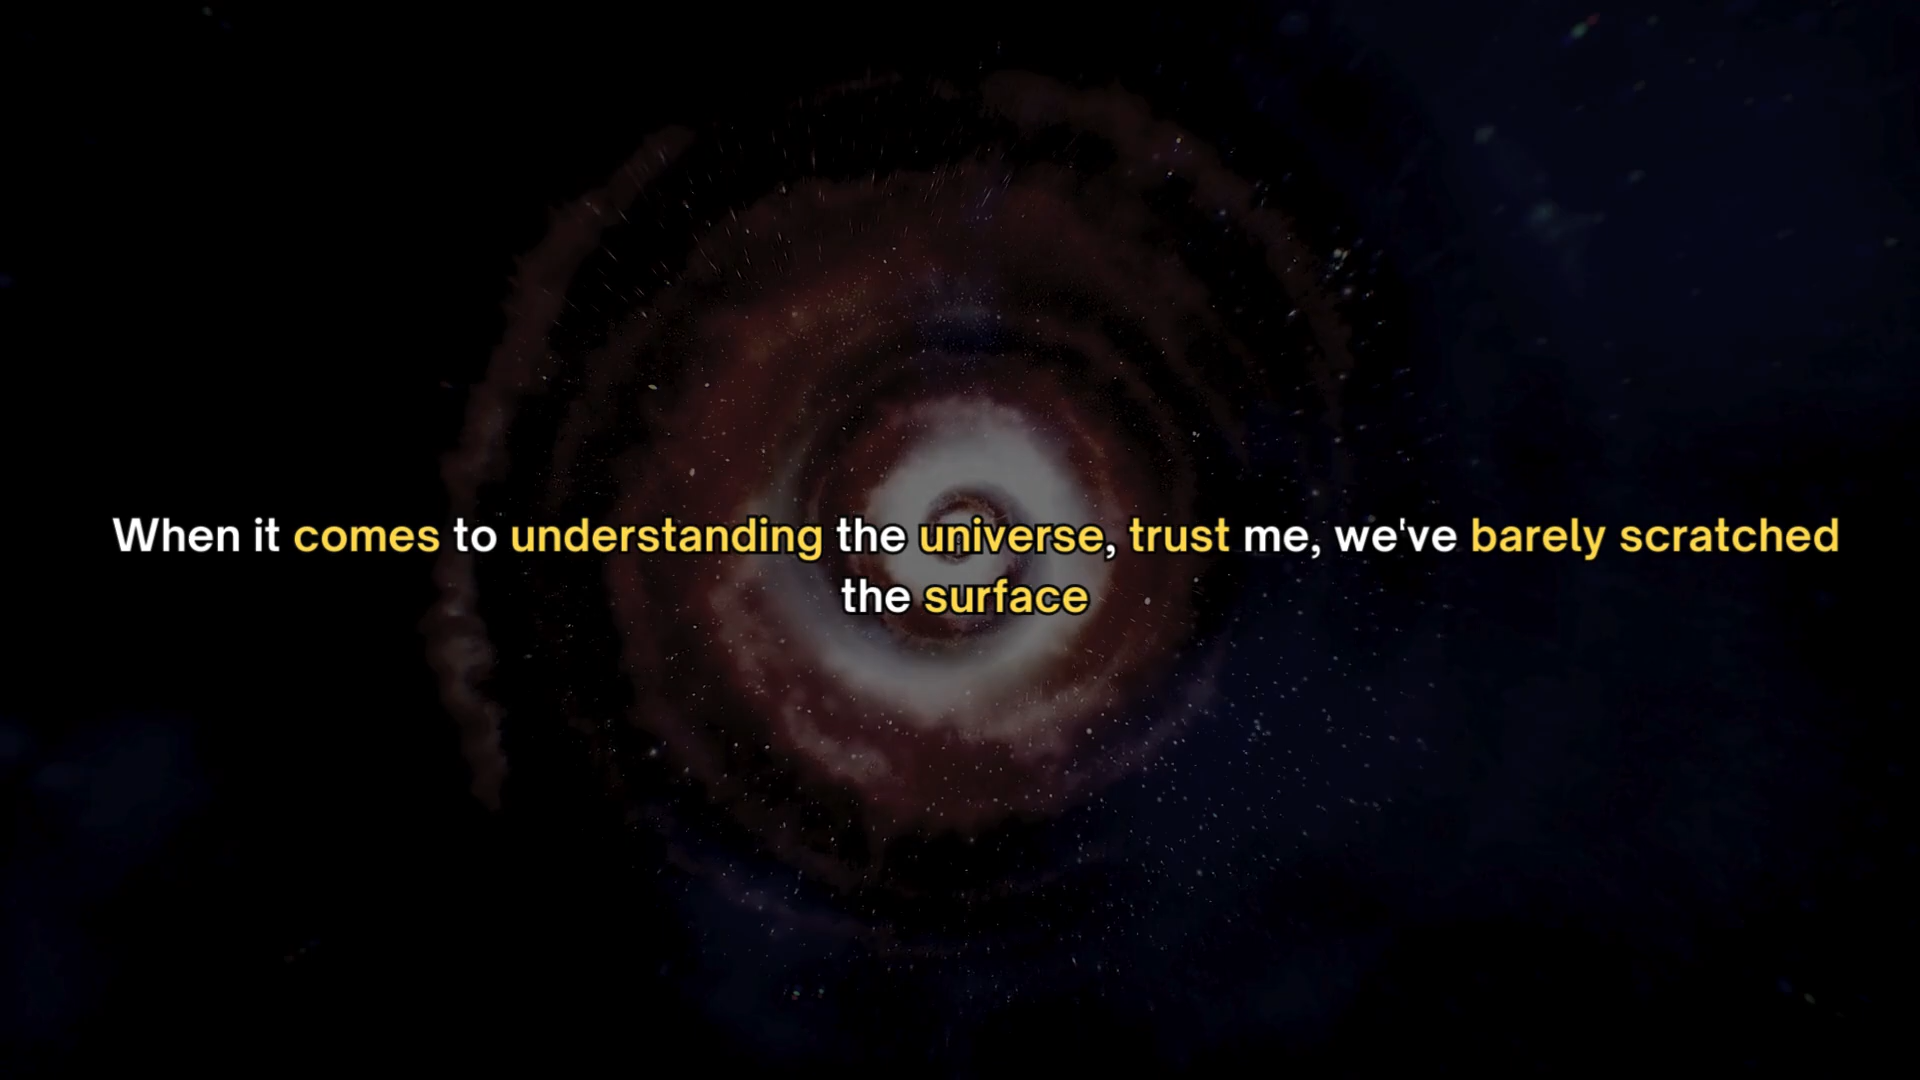 When it comes to understanding the universe, trust me, we've barely scratched
the surface